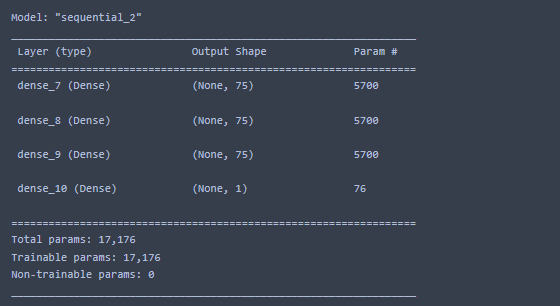 Model: "sequential_2"
_________________________________________________________________
Layer (type) Output Shape Param #
=================================================================
dense_7 (Dense) (None, 75) 5700
dense_8 (Dense) (None, 75) 5700
dense_9 (Dense) (None, 75) 5700
dense_10 (Dense) (None, 1) 76
=================================================================
Total params: 17,176
Trainable params: 17,176
Non-trainable params: 0
_________________________________________________________________